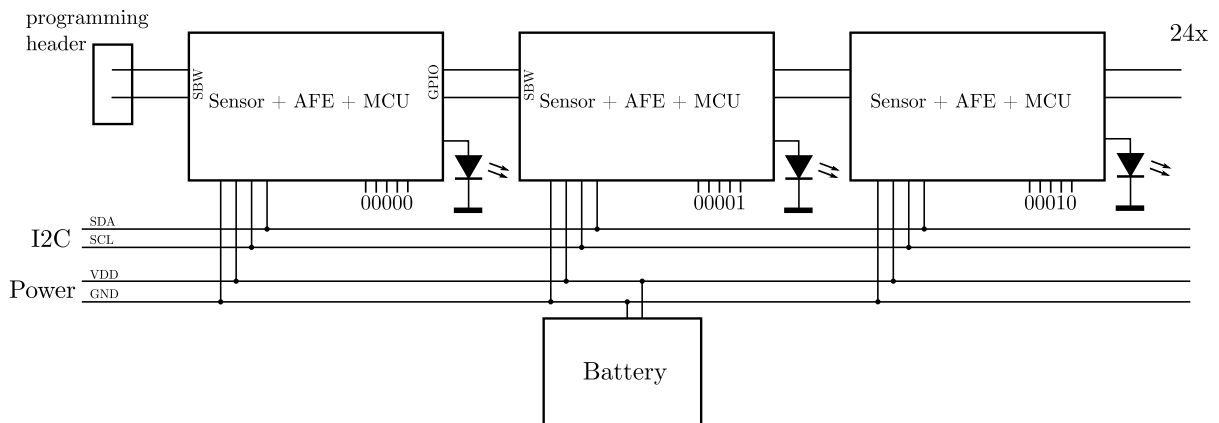 programming
header
24x
SBW
Sensor + AFE + MCU
GPIO
SBW
Sensor + AFE + MCU
Sensor + AFE + MCU
00000
00001
00010
I2C
SDA
SCL
Power
VDD
GND
Battery